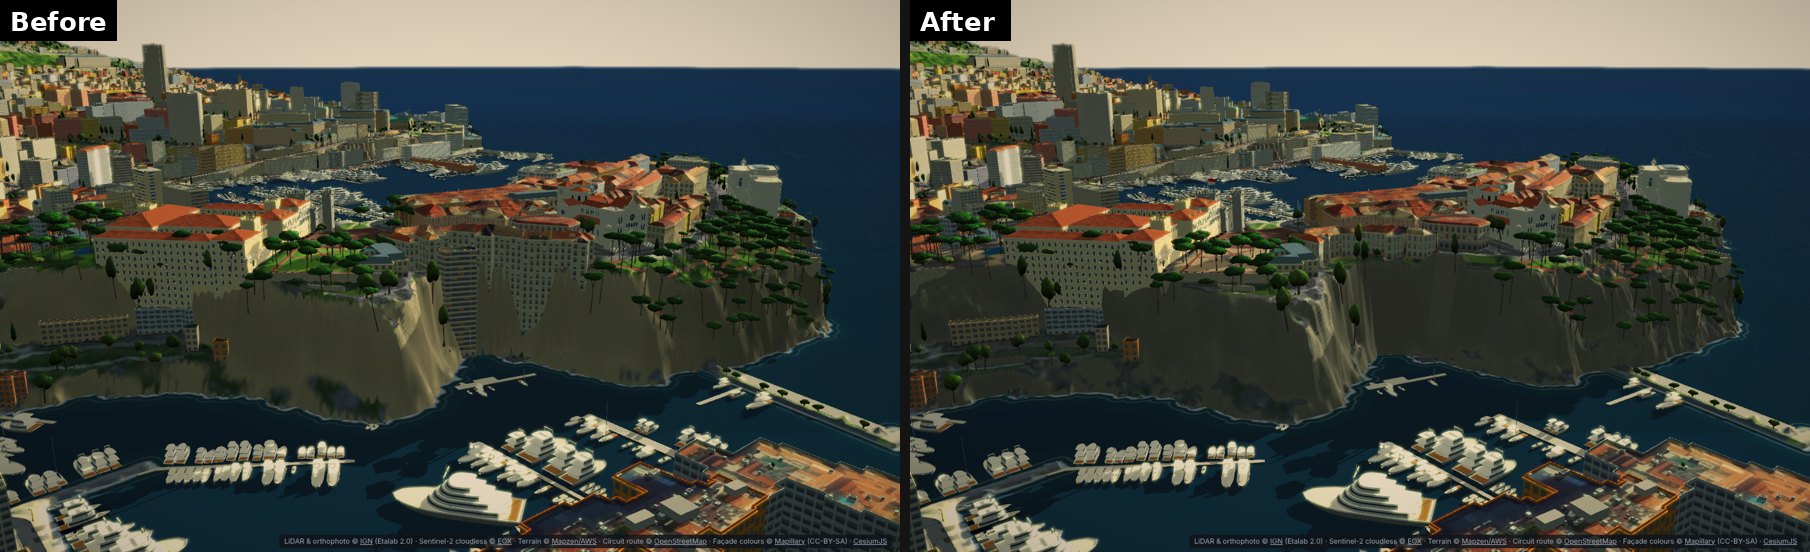 Before
After
LiDAR & orthophoto © IGN (Etalab 2.0) · Sentinel-2 cloudless © EOX · Terrain © Mapzen/AWS · Circuit route © OpenStreetMap · Façade colours © Mapillary (CC-BY-SA) · CesiumJS
LiDAR & orthophoto © IGN (Etalab 2.0) · Sentinel-2 cloudless © EOX · Terrain © Mapzen/AWS · Circuit route © OpenStreetMap · Façade colours © Mapillary (CC-BY-SA) · CesiumJS